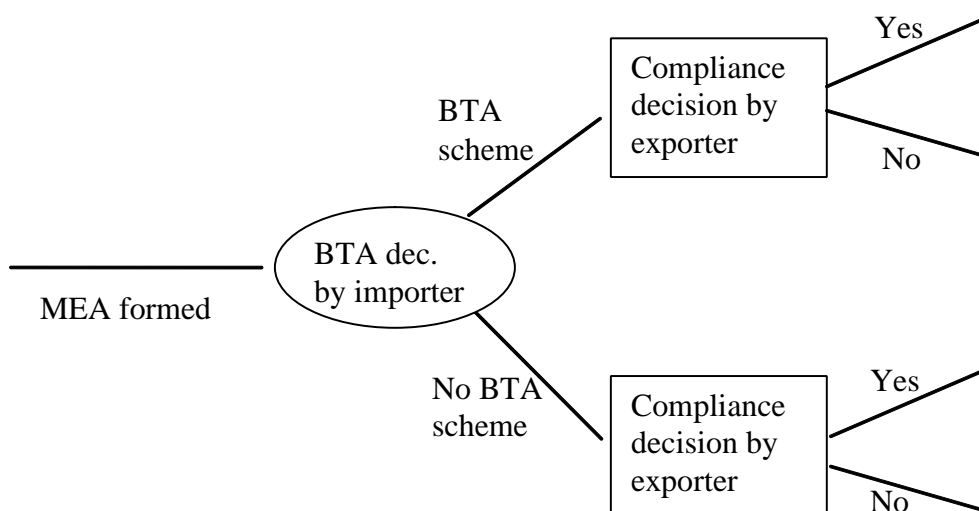 MEA formed
BTA dec.
by importer
BTA
scheme
Compliance
decision by
exporter
Yes
No
No BTA
scheme
Compliance
decision by
exporter
Yes
No